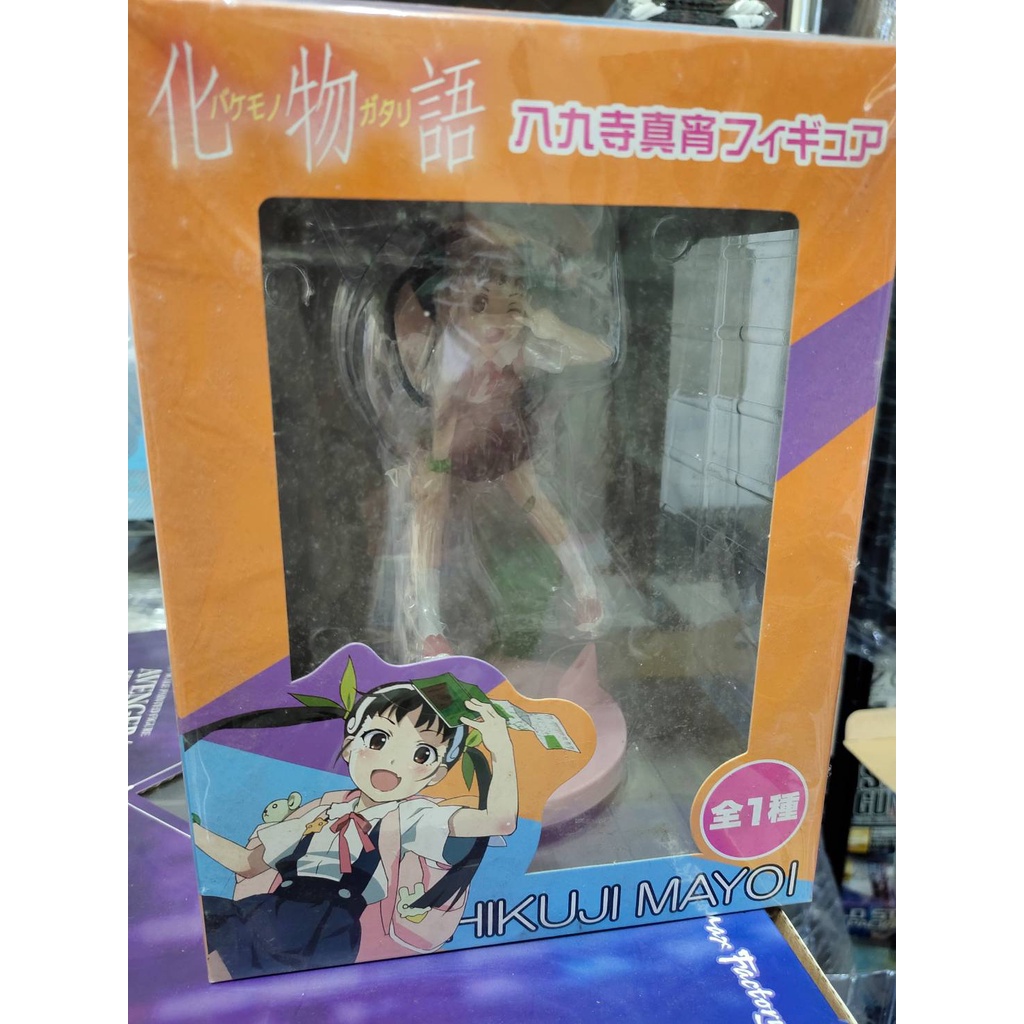 化物語
バケモノ ガタリ
八九寺真宵フィギュア
全1種
HIKUJI MAYOI
Factory